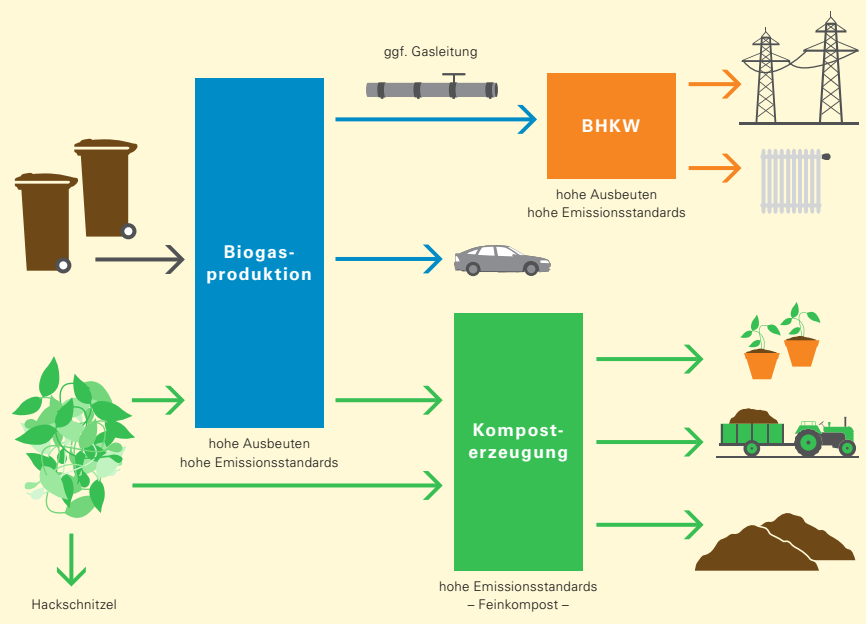 ggf. Gasleitung
BHKW
hohe Ausbeuten
hohe Emissionsstandards
Biogas-
produktion
hohe Ausbeuten
hohe Emissionsstandards
Kompost-
erzeugung
hohe Emissionsstandards
– Feinkompost –
Hackschnitzel